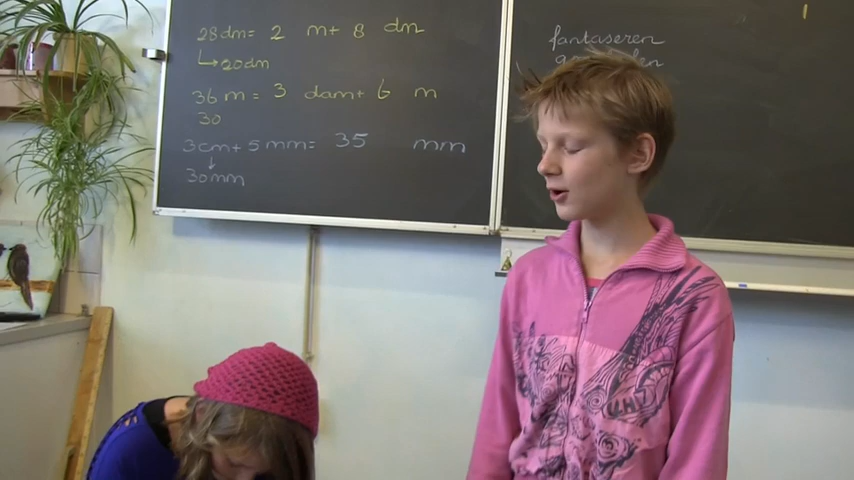 28dm= 2 m+ 8 dm
20dm
36 m = 3 dam+ 6 m
30
3cm+5mm= 35 mm
30mm
fantaseren